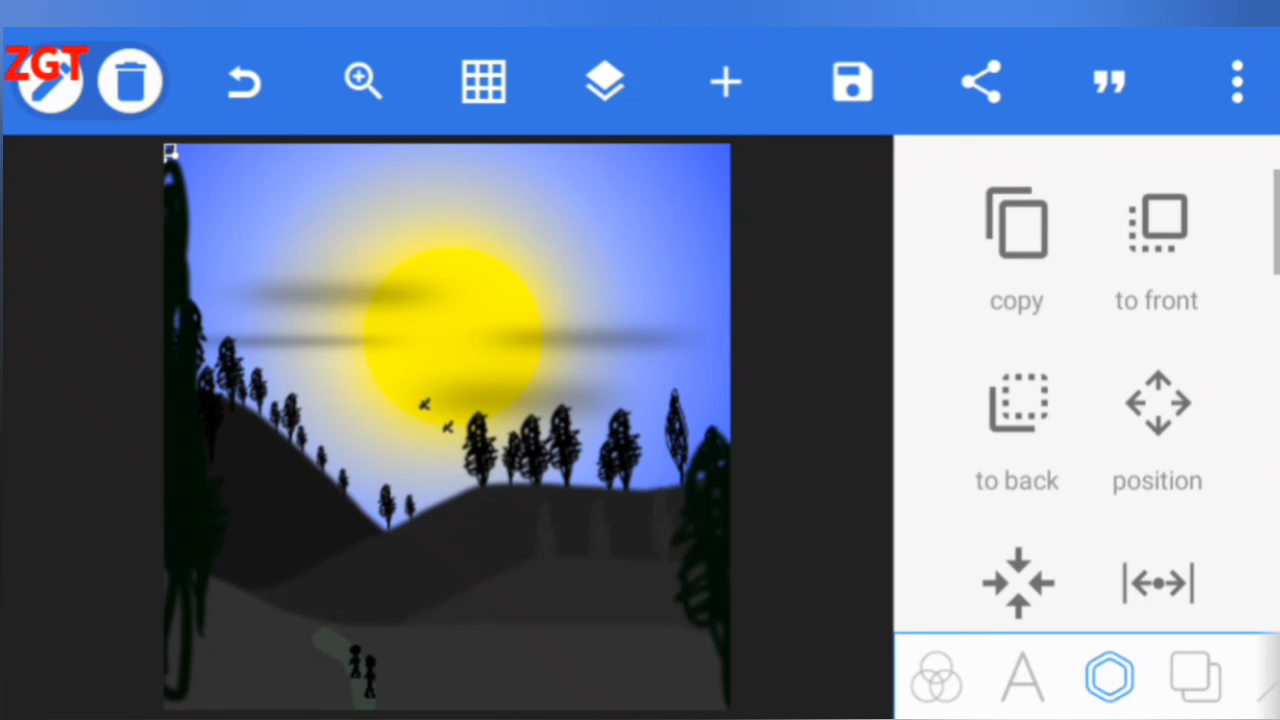 ZGT
copy
to front
to back
position